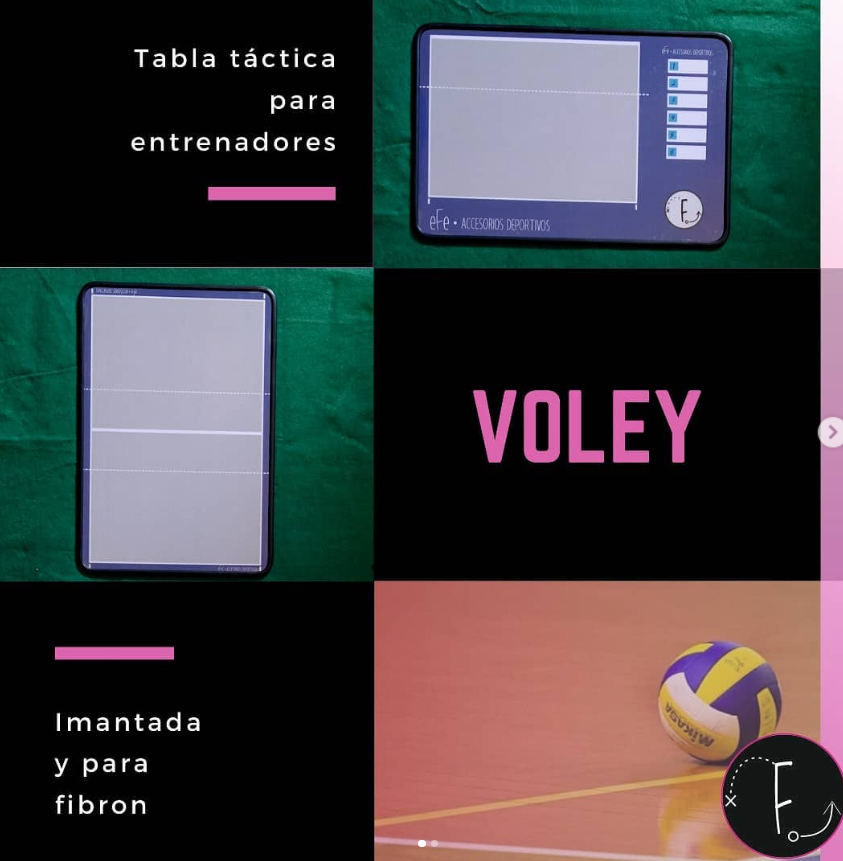 Tabla táctica
para
entrenadores
eFe • ACCESORIOS DEPORTIVOS
1
2
3
4
5
6
F
eFe • ACCESORIOS DEPORTIVOS
VOLEY
Imantada
y para
fibron
MIKASA
F